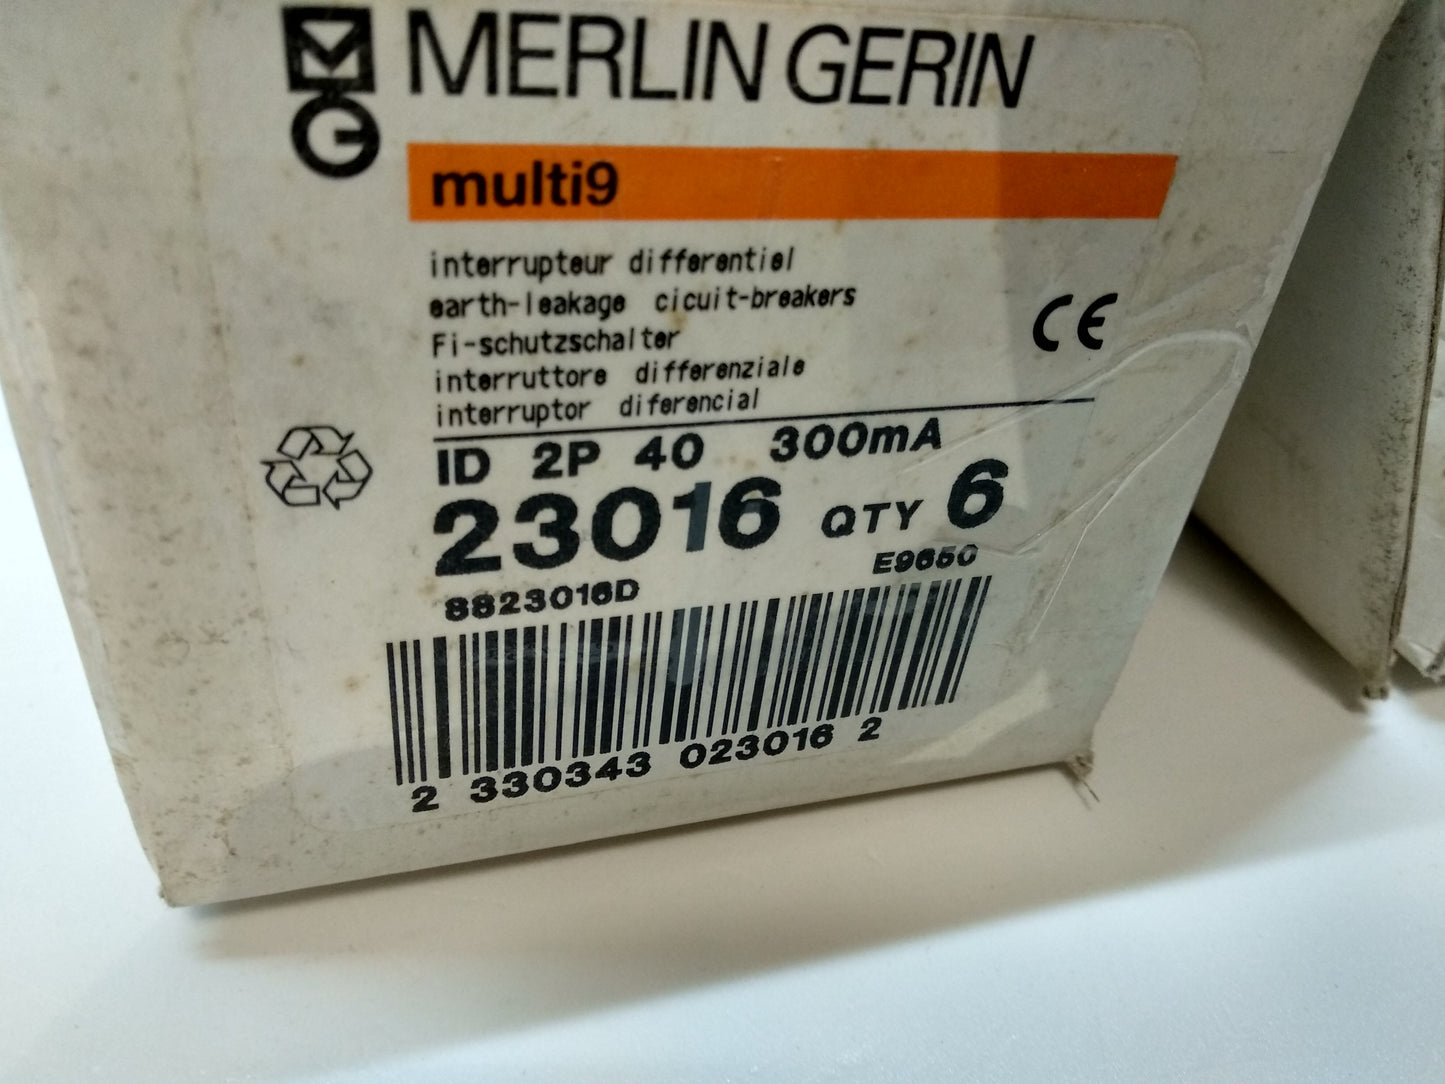 MERLIN GERIN
multi9
interrupteur differentiel
earth-leakage cicuit-breakers
Fi-schutzschalter
interruttore differenziale
interruptor diferencial
CE
ID 2P 40 300mA
23016 QTY 6
8823016D E9650
2 330343 023016 2